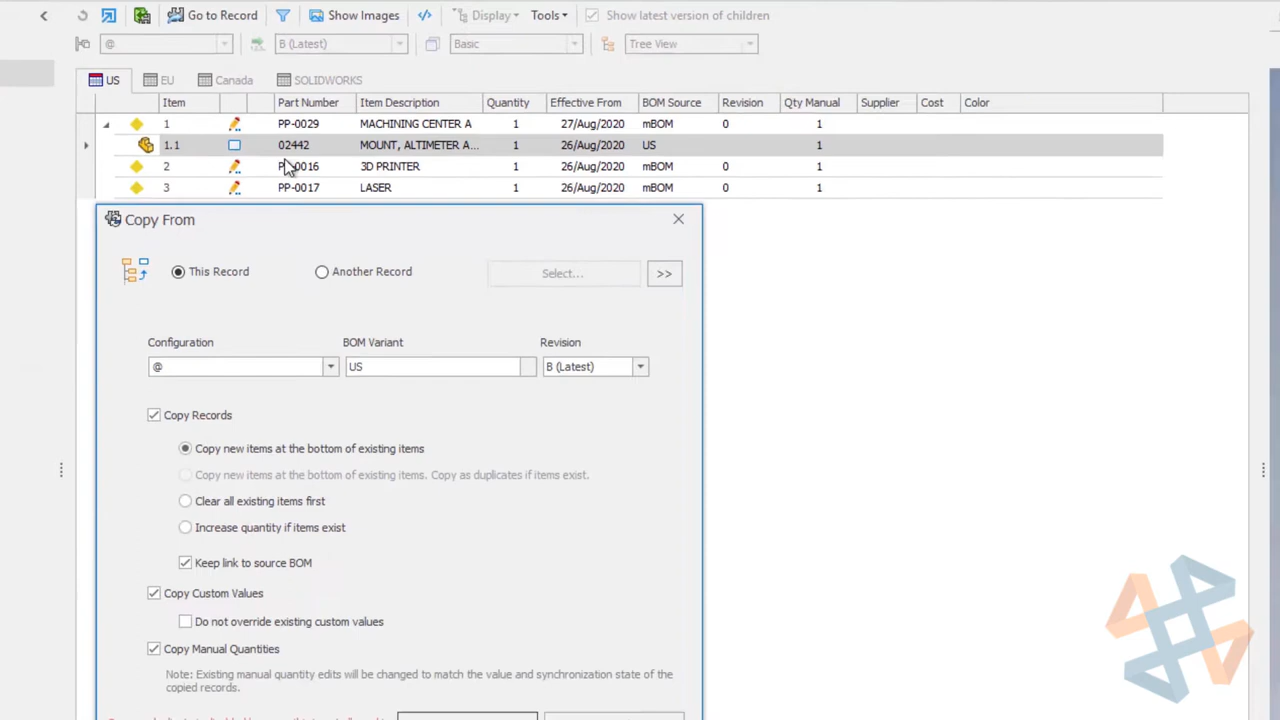 Go to Record Show Images Display Tools Show latest version of children
@ B (Latest) Basic Tree View
US EU Canada SOLIDWORKS
Item Part Number Item Description Quantity Effective From BOM Source Revision Qty Manual Supplier Cost Color
1 PP-0029 MACHINING CENTER A 1 27/Aug/2020 mBOM 0 1
1.1 02442 MOUNT, ALTIMETER A... 1 26/Aug/2020 US 1
2 PP-0016 3D PRINTER 1 26/Aug/2020 mBOM 0 1
3 PP-0017 LASER 1 26/Aug/2020 mBOM 0 1
Copy From
This Record Another Record Select... >>
Configuration BOM Variant Revision
@ US B (Latest)
Copy Records
Copy new items at the bottom of existing items
Copy new items at the bottom of existing items. Copy as duplicates if items exist.
Clear all existing items first
Increase quantity if items exist
Keep link to source BOM
Copy Custom Values
Do not override existing custom values
Copy Manual Quantities
Note: Existing manual quantity edits will be changed to match the value and synchronization state of the
copied records.